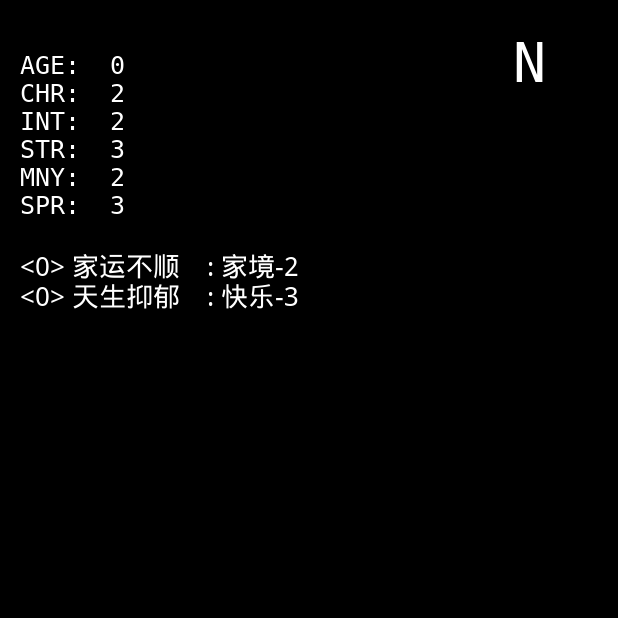 N
AGE: 0
CHR: 2
INT: 2
STR: 3
MNY: 2
SPR: 3
<O> 家运不顺 : 家境-2
<O> 天生抑郁 : 快乐-3